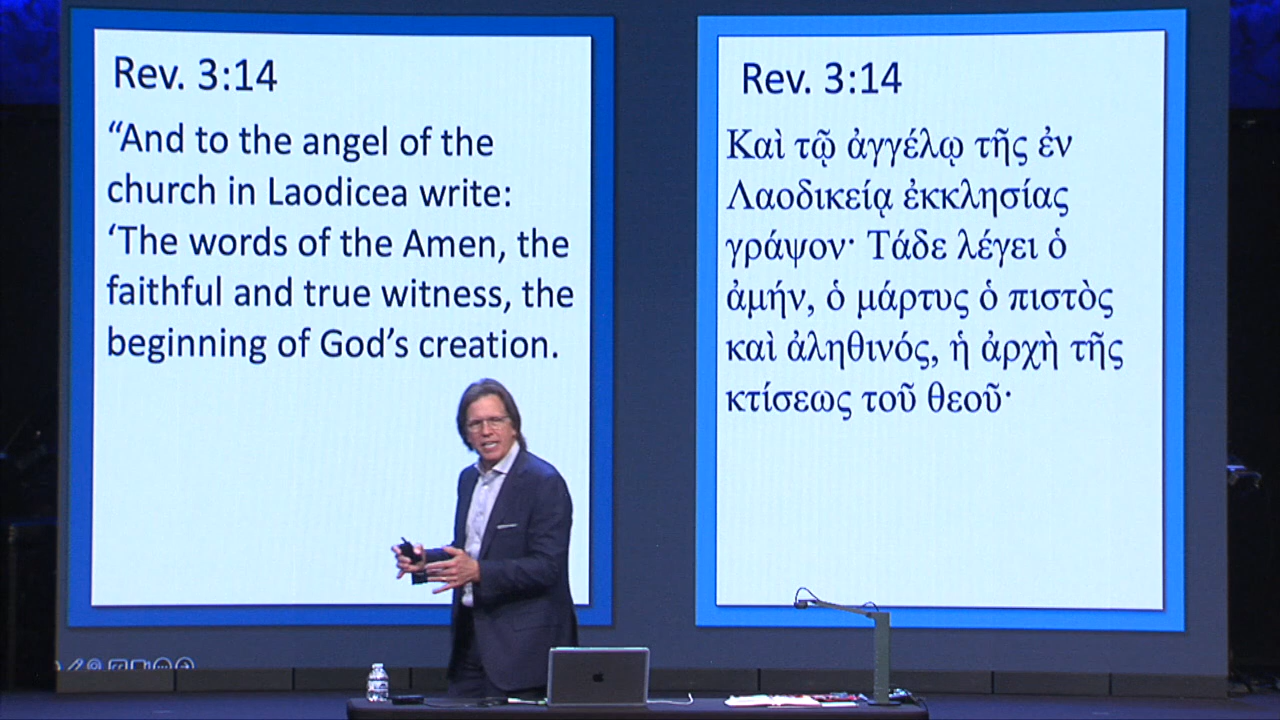 Rev. 3:14
“And to the angel of the
church in Laodicea write:
‘The words of the Amen, the
faithful and true witness, the
beginning of God’s creation.
Rev. 3:14
Καὶ τῷ ἀγγέλῳ τῆς ἐν
Λαοδικείᾳ ἐκκλησίας
γράψον· Τάδε λέγει ὁ
ἀμήν, ὁ μάρτυς ὁ πιστὸς
καὶ ἀληθινός, ἡ ἀρχὴ τῆς
κτίσεως τοῦ θεοῦ·